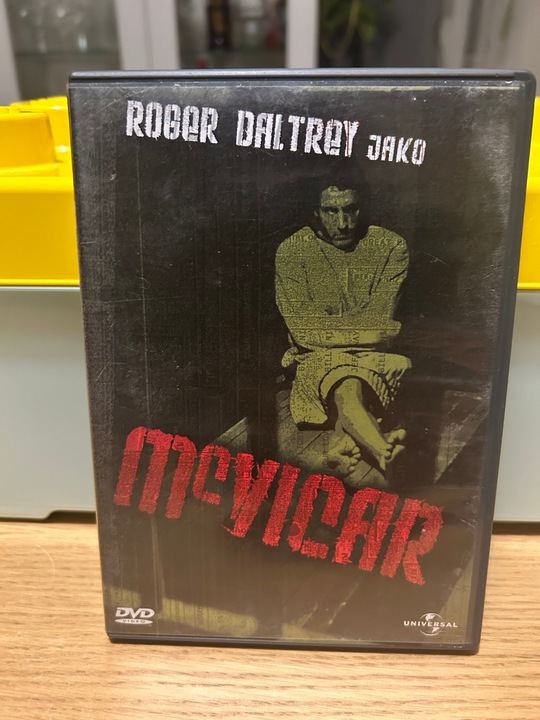 ROGER DALTREY JAKO
McVICAR
DVD
VIDEO
UNIVERSAL